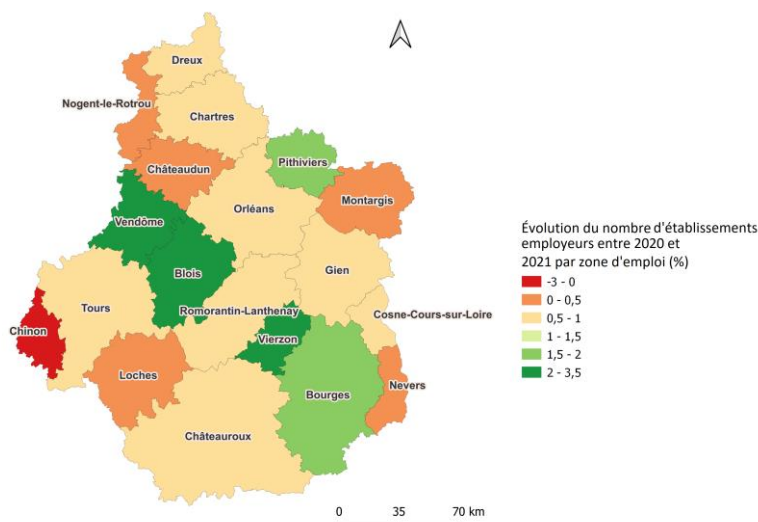 Dreux
Nogent-le-Rotrou
Chartres
Châteaudun
Pithiviers
Montargis
Orléans
Vendôme
Blois
Gien
Tours
Romorantin-Lanthenay
Cosne-Cours-sur-Loire
Chinon
Vierzon
Loches
Bourges
Nevers
Châteauroux
Évolution du nombre d'établissements
employeurs entre 2020 et
2021 par zone d'emploi (%)
-3 - 0
0 - 0,5
0,5 - 1
1 - 1,5
1,5 - 2
2 - 3,5
0 35 70 km